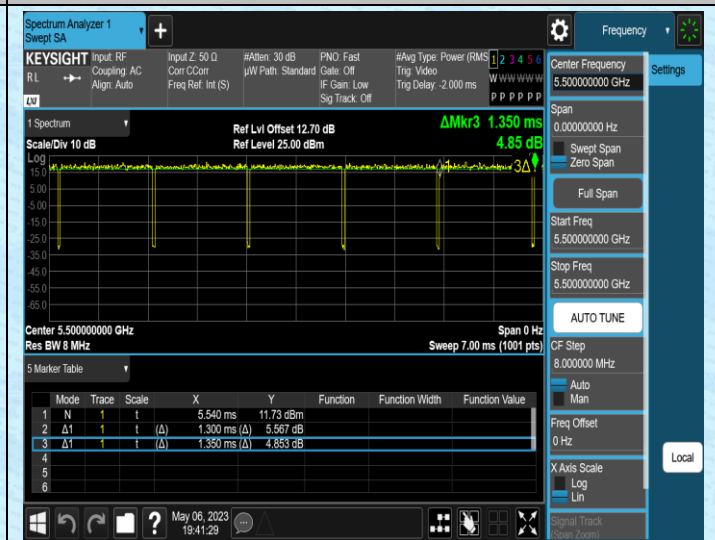 Spectrum Analyzer 1
Swept SA
+
Frequency
KEYSIGHT
RL
LXI
Input: RF
Coupling: AC
Align: Auto
Input Z: 50 Ω
Corr CCorr
Freq Ref: Int (S)
#Atten: 30 dB
µW Path: Standard
PNO: Fast
Gate: Off
IF Gain: Low
Sig Track: Off
#Avg Type: Power (RMS
Trig: Video
Trig Delay: -2.000 ms
1 2 3 4 5 6
W W W W W W
P P P P P P
1 Spectrum
Scale/Div 10 dB
Ref Lvl Offset 12.70 dB
Ref Level 25.00 dBm
ΔMkr3 1.350 ms
4.85 dB
Log
15.0
5.00
-5.00
-15.0
-25.0
-35.0
-45.0
-55.0
-65.0
1
3Δ1
Center 5.500000000 GHz
Span 0 Hz
Res BW 8 MHz
Sweep 7.00 ms (1001 pts)
5 Marker Table
Mode Trace Scale X Y Function Function Width Function Value
1 N 1 t 5.540 ms 11.73 dBm
2 Δ1 1 t (Δ) 1.300 ms (Δ) 5.567 dB
3 Δ1 1 t (Δ) 1.350 ms (Δ) 4.853 dB
4
5
6
?
May 06, 2023
19:41:29
Center Frequency
5.500000000 GHz
Settings
Span
0.00000000 Hz
Swept Span
Zero Span
Full Span
Start Freq
5.500000000 GHz
Stop Freq
5.500000000 GHz
AUTO TUNE
CF Step
8.000000 MHz
Auto
Man
Freq Offset
0 Hz
Local
X Axis Scale
Log
Lin
Signal Track
(Span Zoom)